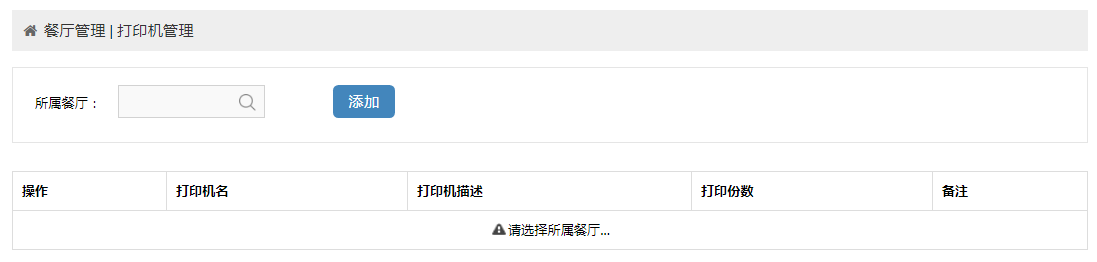 餐厅管理 | 打印机管理
所属餐厅： 添加
操作 打印机名 打印机描述 打印份数 备注
请选择所属餐厅...